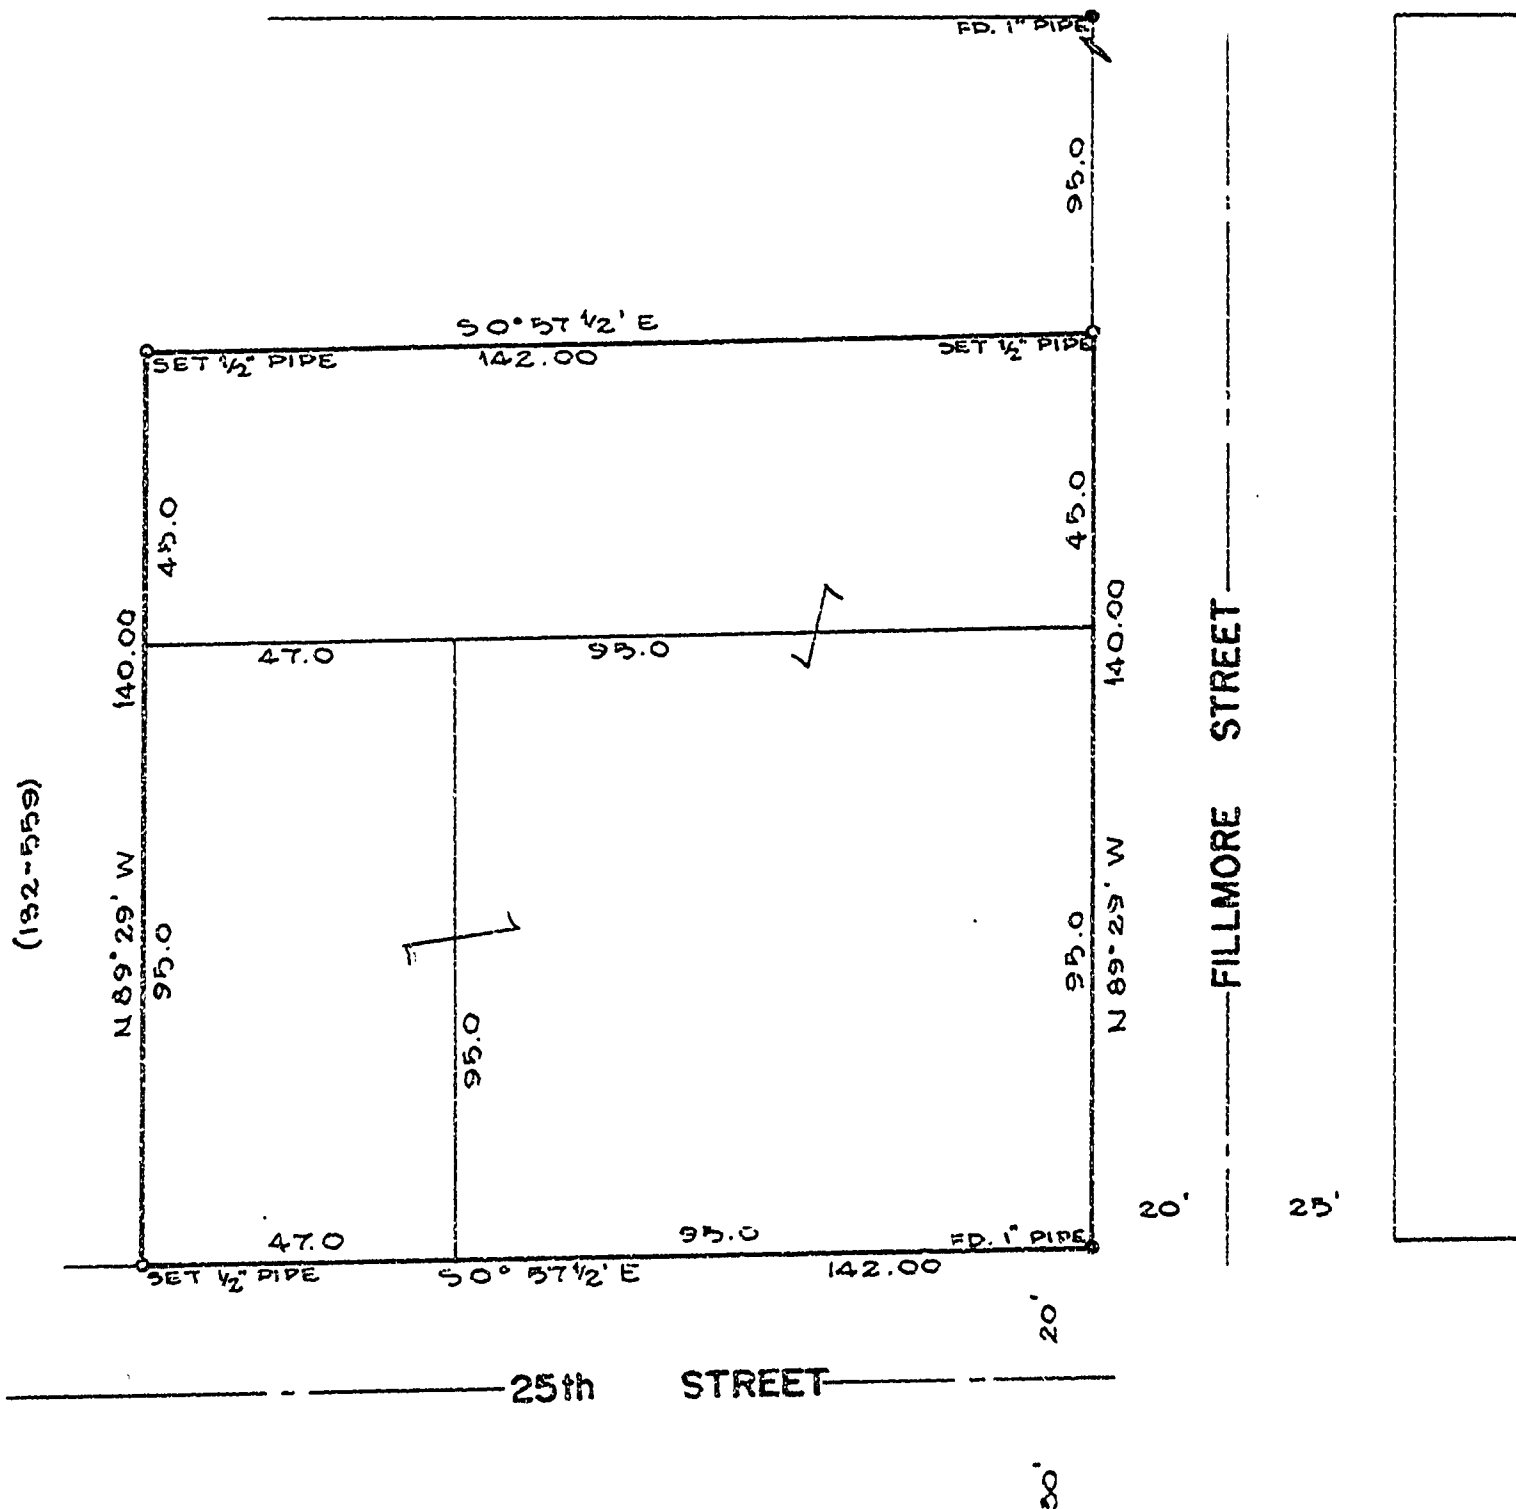 FD. 1" PIPE
95.0
S 0° 57 1/2' E
SET 1/2" PIPE
142.00
SET 1/2" PIPE
45.0
45.0
140.00
140.00
47.0
95.0
(132-559)
N 89° 29' W
95.0
95.0
95.0
N 89° 29' W
FILLMORE STREET
20'
25'
47.0
95.0
FD. 1" PIPE
SET 1/2" PIPE
S 0° 57 1/2' E
142.00
20'
25th STREET